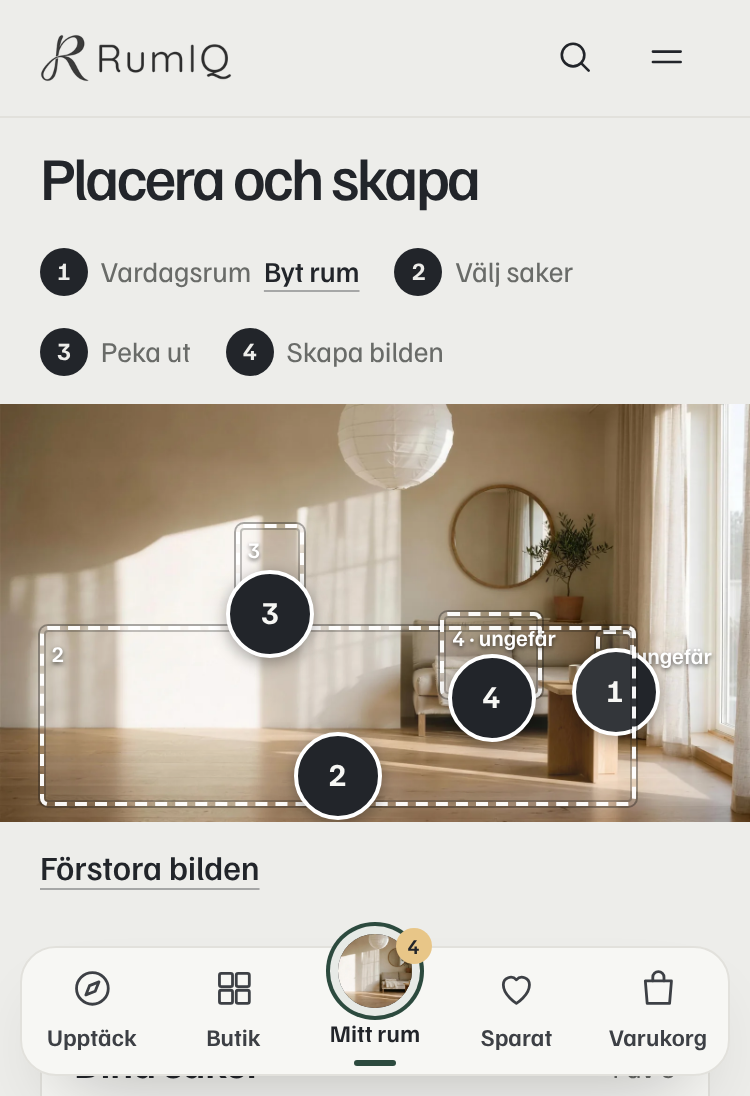 RumIQ
Placera och skapa
1 Vardagsrum Byt rum 2 Välj saker
3 Peka ut 4 Skapa bilden
3
3
4 · ungefär
2
ungefär
4
1
2
Förstora bilden
4
Upptäck Butik Mitt rum Sparat Varukorg